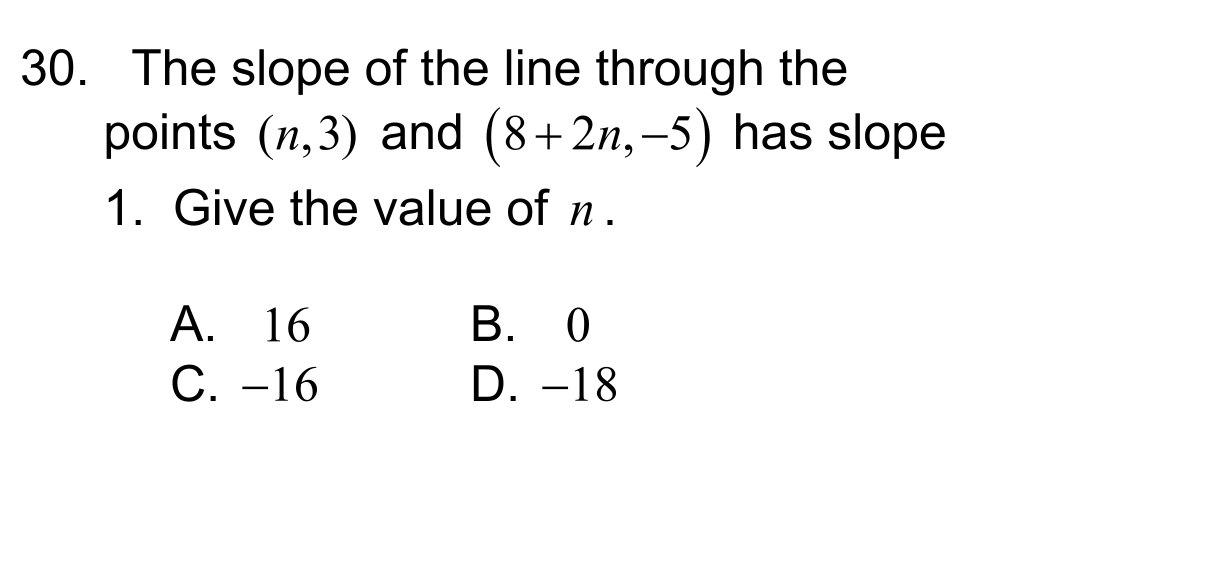 30. The slope of the line through the
points (n,3) and (8+2n,−5) has slope
1. Give the value of n.
A. 16 B. 0
C. −16 D. −18